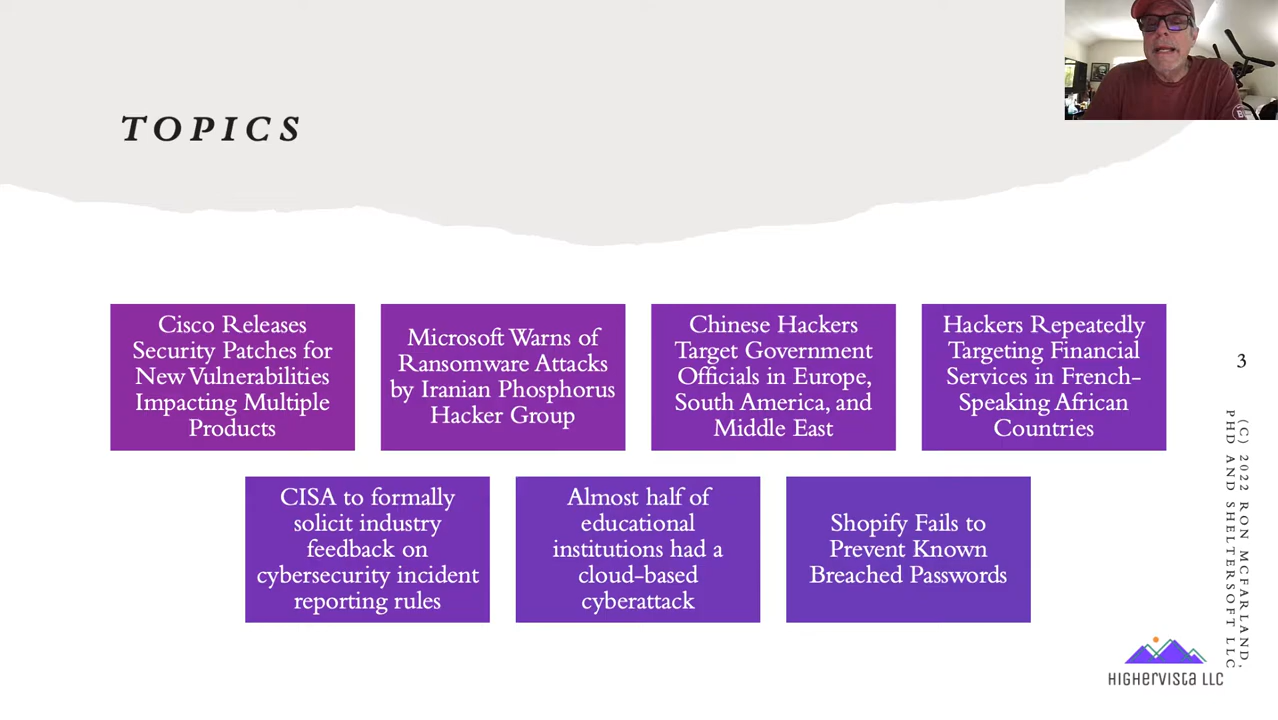 TOPICS
Cisco Releases
Security Patches for
New Vulnerabilities
Impacting Multiple
Products
Microsoft Warns of
Ransomware Attacks
by Iranian Phosphorus
Hacker Group
Chinese Hackers
Target Government
Officials in Europe,
South America, and
Middle East
Hackers Repeatedly
Targeting Financial
Services in French-
Speaking African
Countries
CISA to formally
solicit industry
feedback on
cybersecurity incident
reporting rules
Almost half of
educational
institutions had a
cloud-based
cyberattack
Shopify Fails to
Prevent Known
Breached Passwords
3
(C) 2022 RON MCFARLAND,
PHD AND SHELTERSOFT LLC
HIGHERVISTA LLC